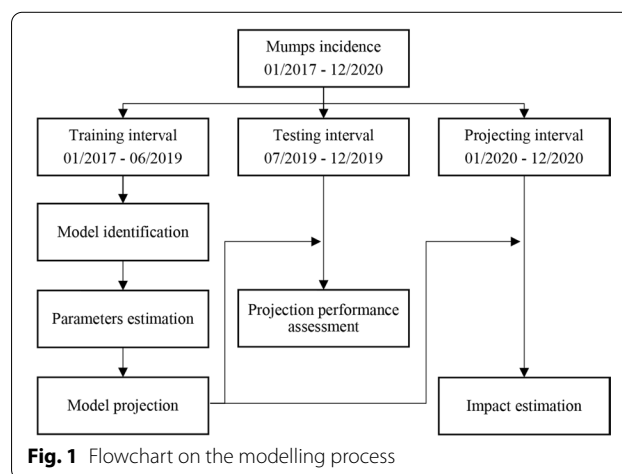 Mumps incidence
01/2017 - 12/2020
Training interval
01/2017 - 06/2019
Testing interval
07/2019 - 12/2019
Projecting interval
01/2020 - 12/2020
Model identification
Parameters estimation
Projection performance
assessment
Model projection
Impact estimation
Fig. 1 Flowchart on the modelling process